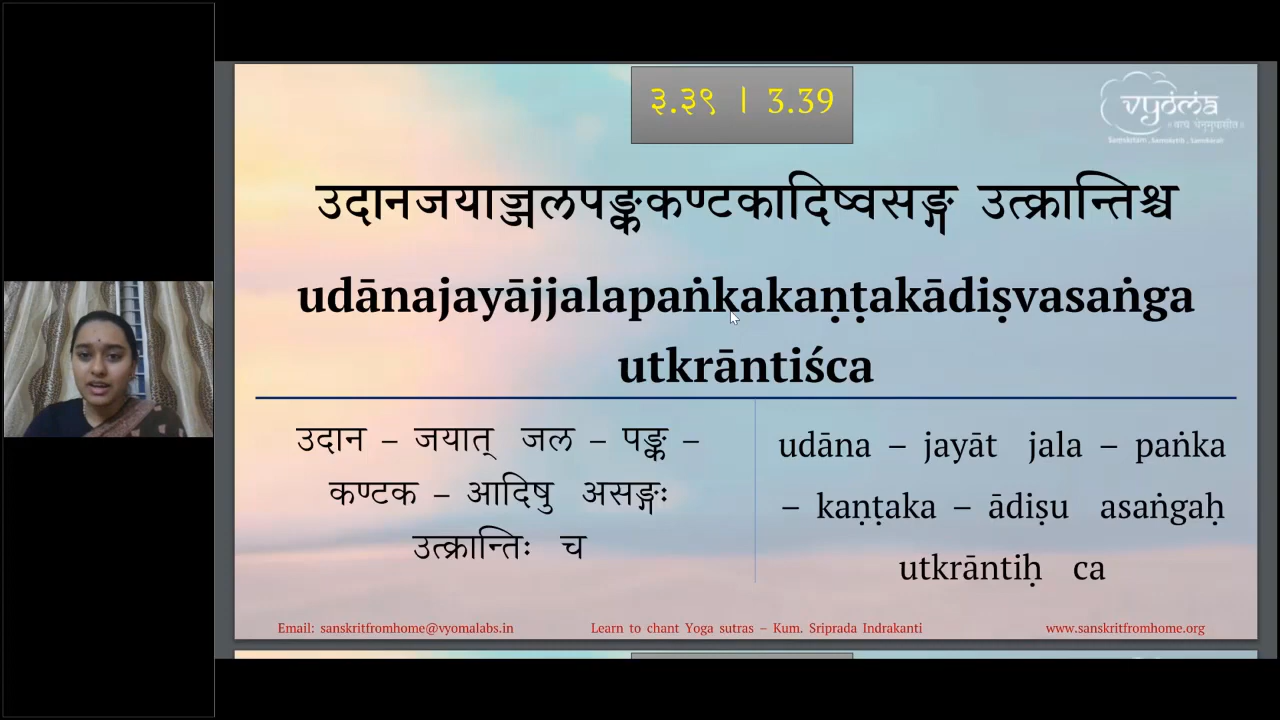 ३.३९ । 3.39
vyoma
उदानजयाज्जलपङ्ककण्टकादिष्वसङ्ग उत्क्रान्तिश्च
udānajayājjalapaṅkakaṇṭakādiṣvasaṅga
utkrāntiśca
उदान – जयात् जल – पङ्क –
कण्टक – आदिषु असङ्गः
उत्क्रान्तिः च
udāna – jayāt jala – paṅka
– kaṇṭaka – ādiṣu asaṅgaḥ
utkrāntiḥ ca
Email: sanskritfromhome@vyomalabs.in Learn to chant Yoga sutras – Kum. Sriprada Indrakanti www.sanskritfromhome.org